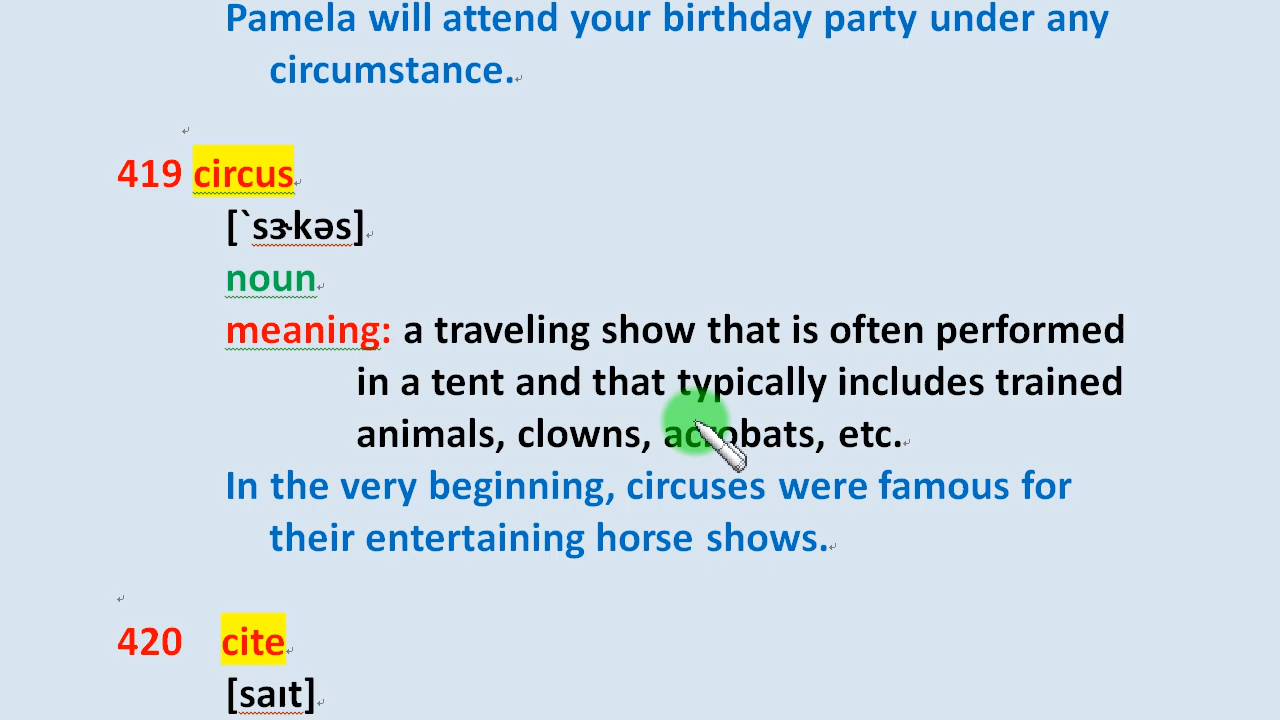 Pamela will attend your birthday party under any
circumstance.
419 circus
[`sɝkəs]
noun
meaning: a traveling show that is often performed
in a tent and that typically includes trained
animals, clowns, acrobats, etc.
In the very beginning, circuses were famous for
their entertaining horse shows.
420 cite
[saɪt]